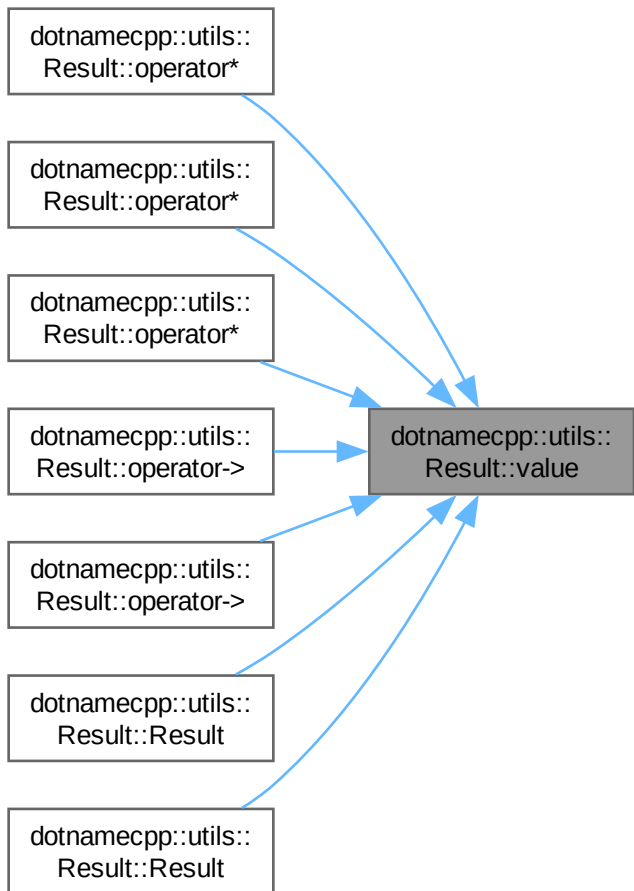 dotnamecpp::utils::
Result::operator*
dotnamecpp::utils::
Result::operator*
dotnamecpp::utils::
Result::operator*
dotnamecpp::utils::
Result::operator->
dotnamecpp::utils::
Result::value
dotnamecpp::utils::
Result::operator->
dotnamecpp::utils::
Result::Result
dotnamecpp::utils::
Result::Result